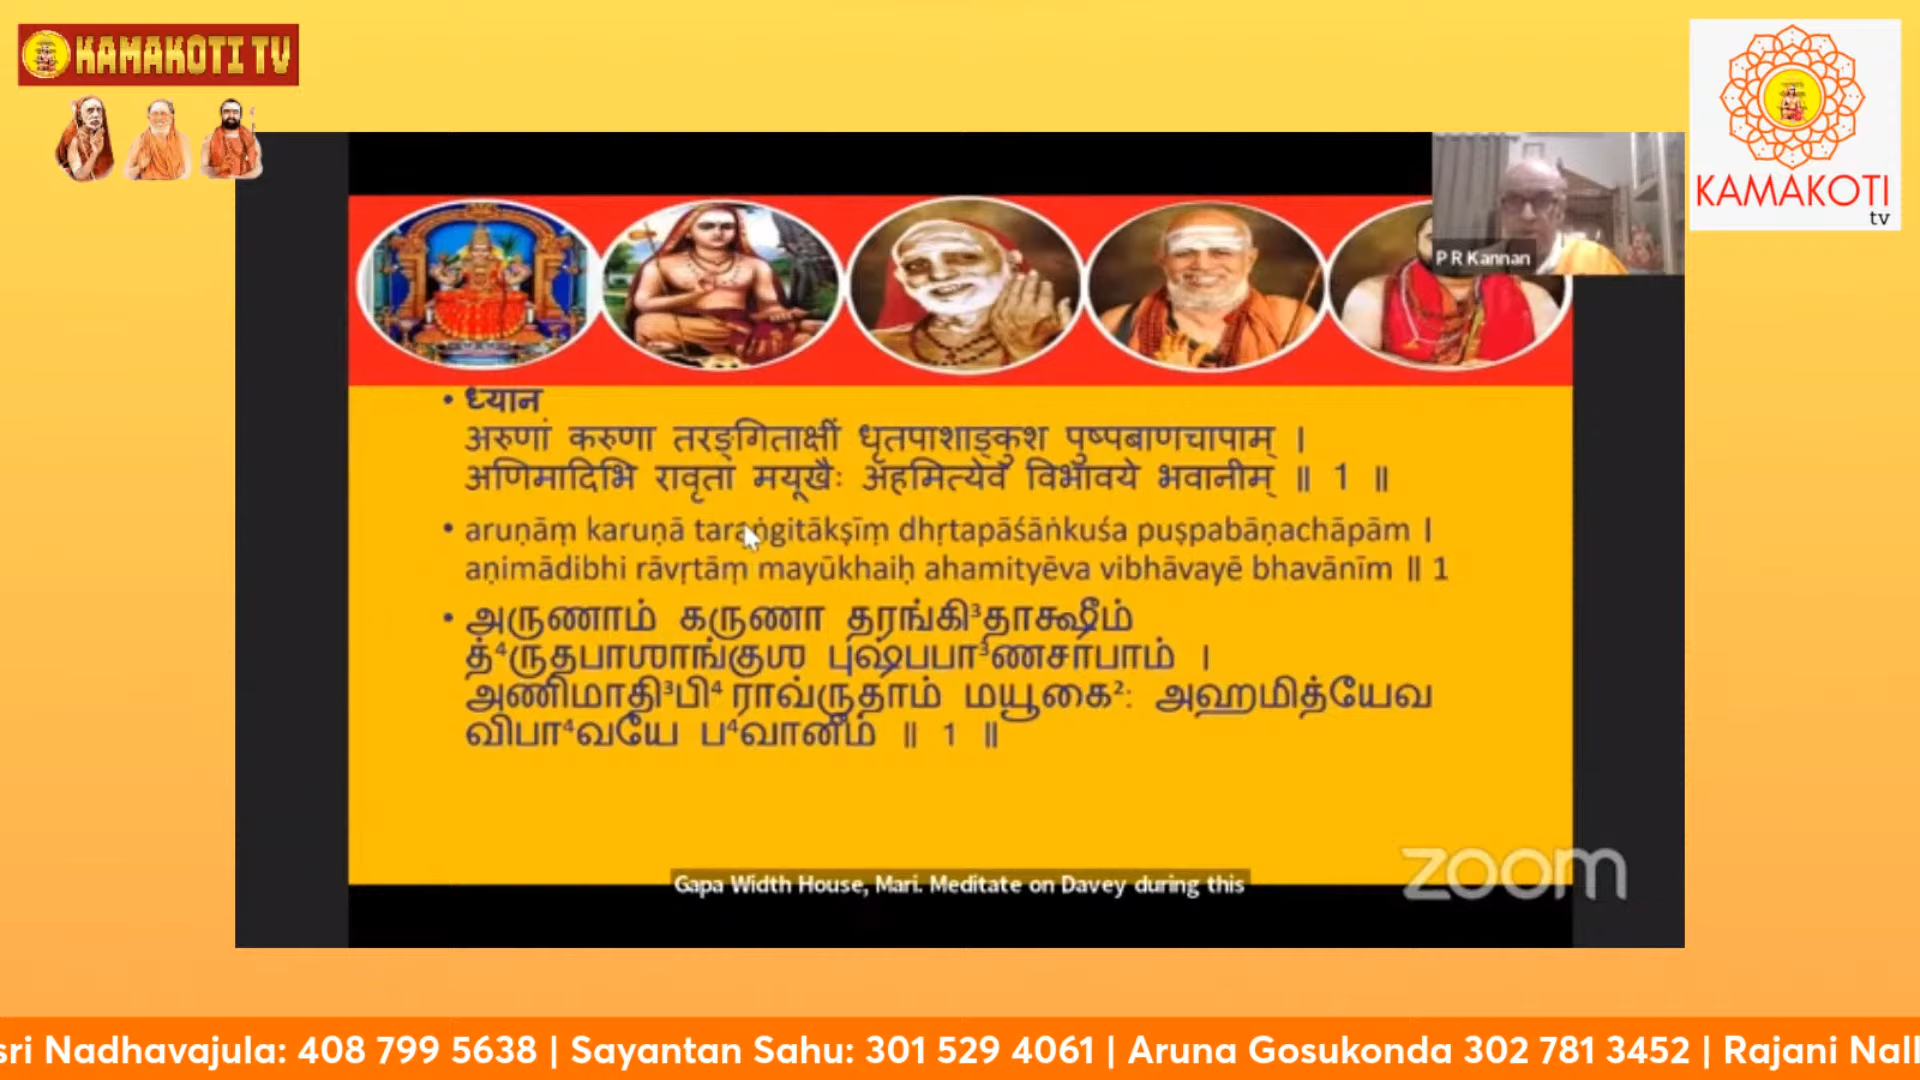 KAMAKOTI TV
KAMAKOTI
tv
P R Kannan
• ध्यान
अरुणां करुणा तरङ्गिताक्षीं धृतपाशाङ्कुश पुष्पबाणचापाम् ।
अणिमादिभि रावृतां मयूखैः अहमित्येव विभावये भवानीम् ॥ 1 ॥
• aruṇāṃ karuṇā taraṅgitākṣīṃ dhṛtapāśāṅkuśa puṣpabāṇachāpām ।
aṇimādibhi rāvṛtāṃ mayūkhaiḥ ahamityēva vibhāvayē bhavānīm ॥ 1
• அருணாம் கருணா தரங்கி³தாக்ஷீம்
த்⁴ருதபாஶாங்குஶ புஷ்பபா³ணசாபாம் ।
அணிமாதி³பி⁴ ராவ்ருதாம் மயூகை²: அஹமித்யேவ
விபா⁴வயே ப⁴வானீம் ॥ 1 ॥
Gapa Width House, Mari. Meditate on Davey during this
zoom
sri Nadhavajula: 408 799 5638 | Sayantan Sahu: 301 529 4061 | Aruna Gosukonda 302 781 3452 | Rajani Nall